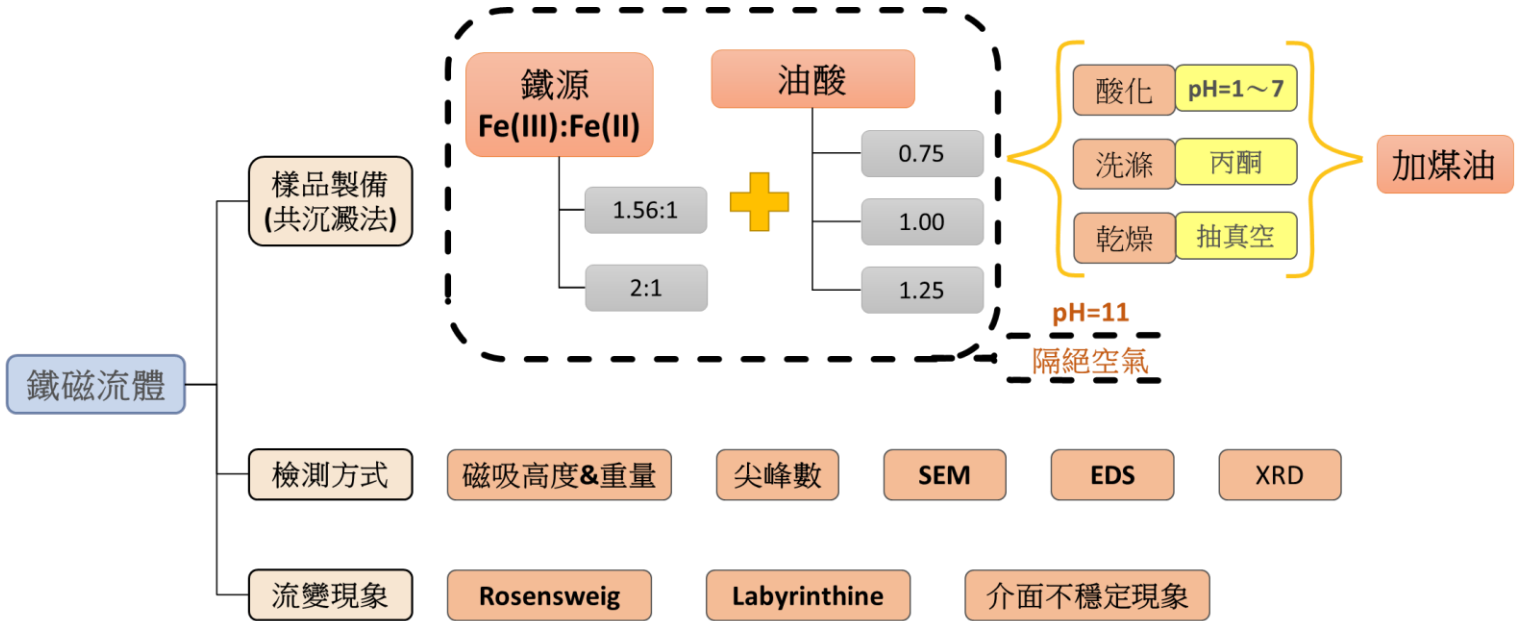 鐵磁流體
樣品製備
(共沉澱法)
鐵源
Fe(III):Fe(II)
1.56:1
2:1
油酸
0.75
1.00
1.25
酸化
pH=1～7
洗滌
丙酮
乾燥
抽真空
加煤油
pH=11
隔絕空氣
檢測方式
磁吸高度&重量
尖峰數
SEM
EDS
XRD
流變現象
Rosensweig
Labyrinthine
介面不穩定現象